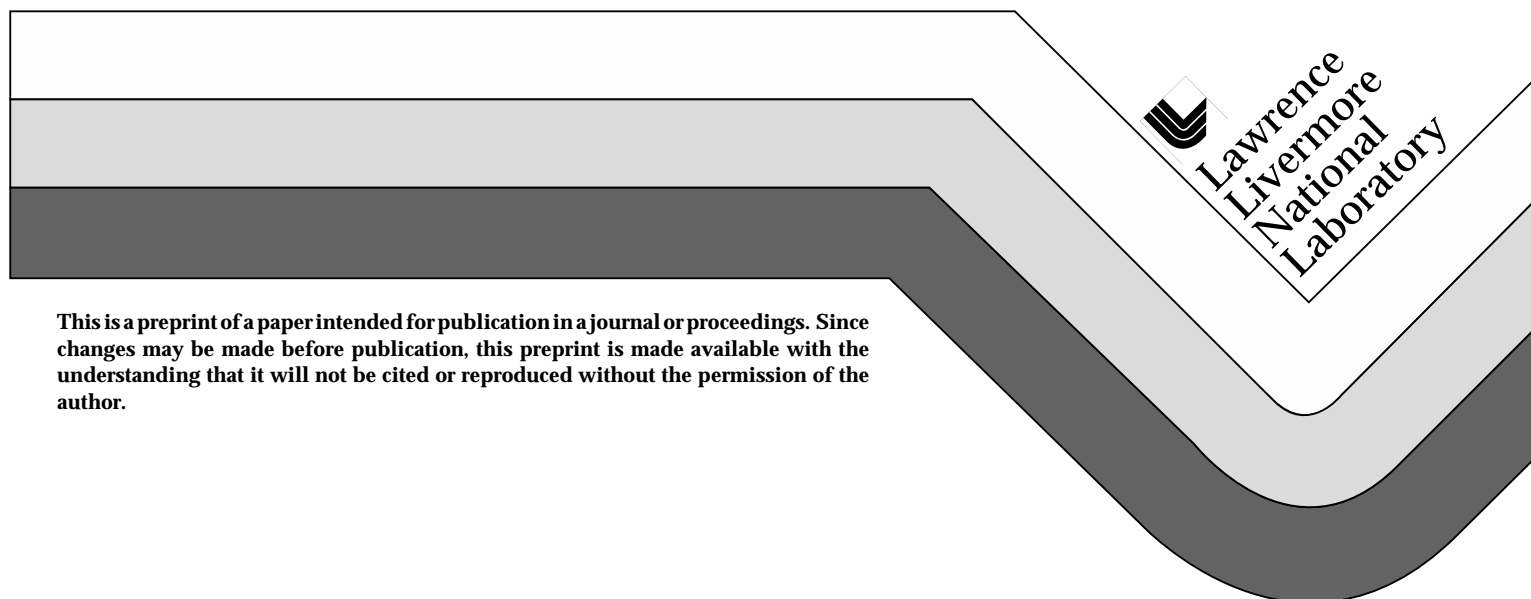 Lawrence
Livermore
National
Laboratory
This is a preprint of a paper intended for publication in a journal or proceedings. Since
changes may be made before publication, this preprint is made available with the
understanding that it will not be cited or reproduced without the permission of the
author.